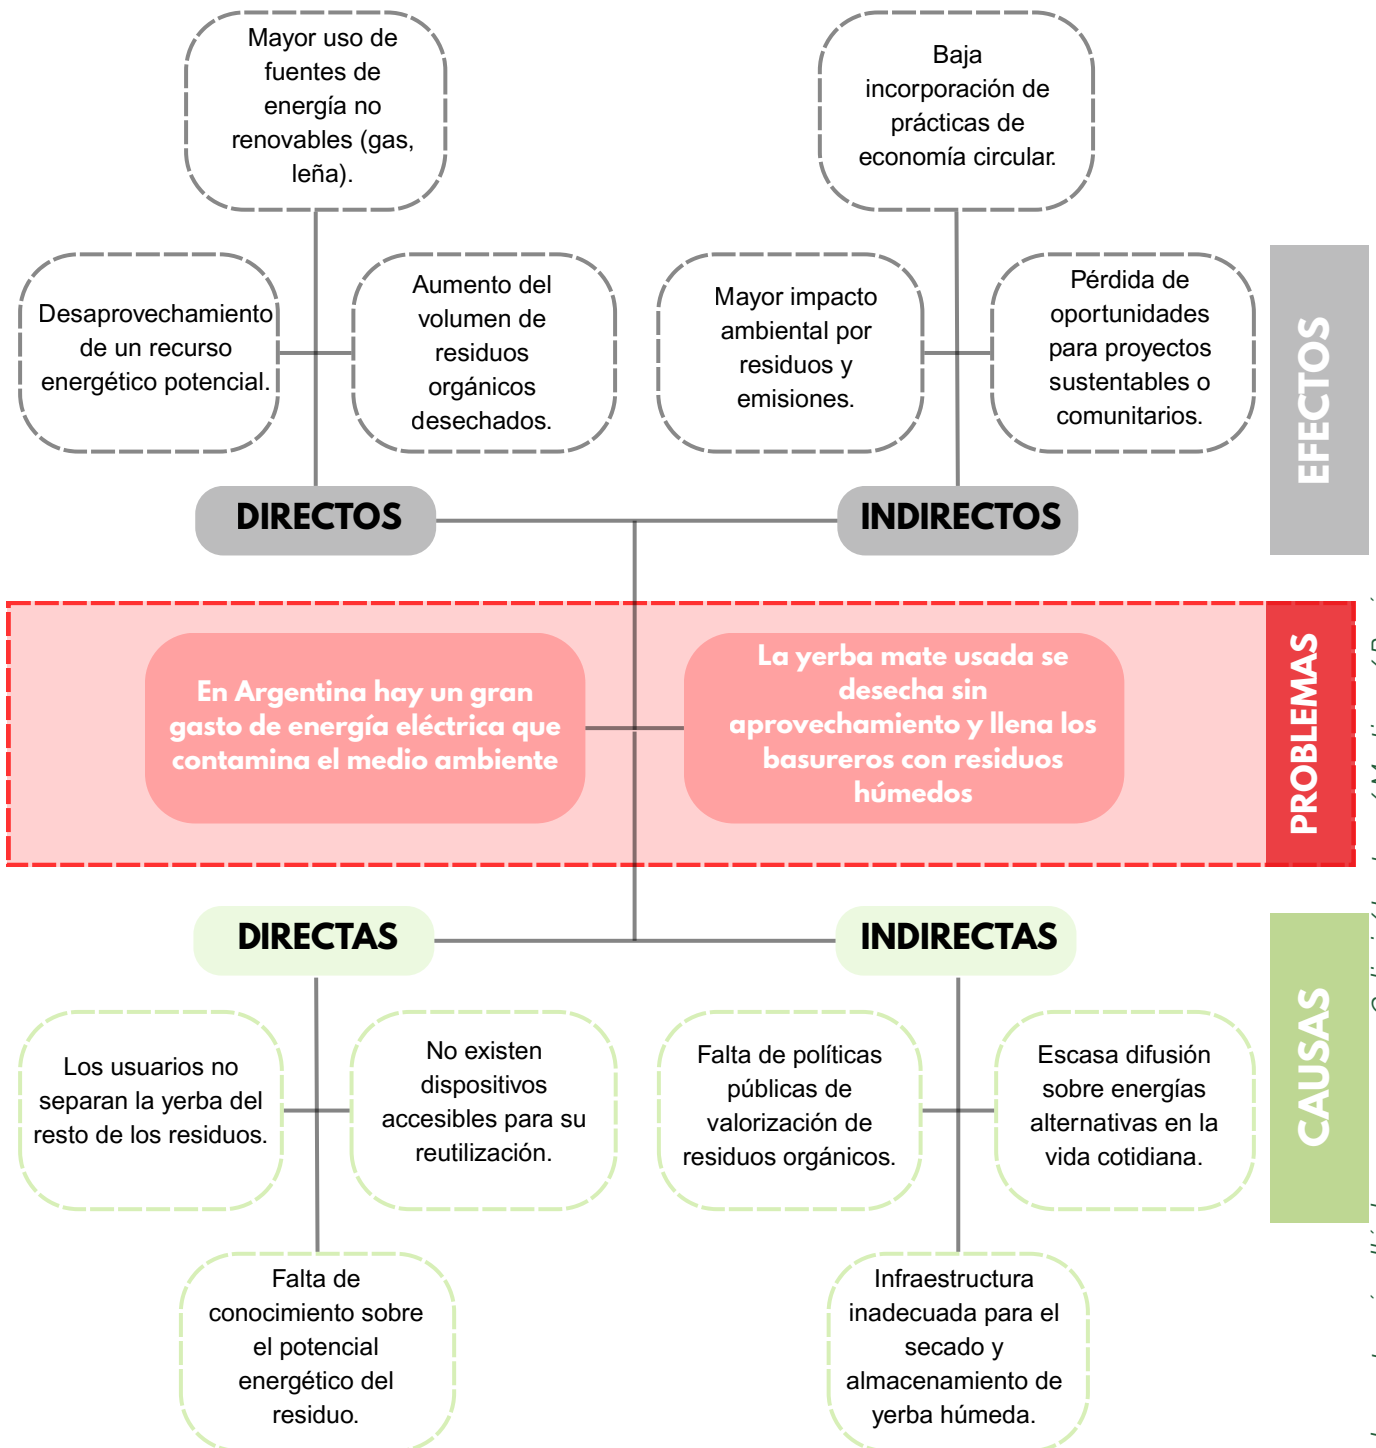 Mayor uso de
fuentes de
energía no
renovables (gas,
leña).
Baja
incorporación de
prácticas de
economía circular.
Desaprovechamiento
de un recurso
energético potencial.
Aumento del
volumen de
residuos
orgánicos
desechados.
Mayor impacto
ambiental por
residuos y
emisiones.
Pérdida de
oportunidades
para proyectos
sustentables o
comunitarios.
EFECTOS
DIRECTOS
INDIRECTOS
En Argentina hay un gran
gasto de energía eléctrica que
contamina el medio ambiente
La yerba mate usada se
desecha sin
aprovechamiento y llena los
basureros con residuos
húmedos
PROBLEMAS
DIRECTAS
INDIRECTAS
CAUSAS
Los usuarios no
separan la yerba del
resto de los residuos.
No existen
dispositivos
accesibles para su
reutilización.
Falta de políticas
públicas de
valorización de
residuos orgánicos.
Escasa difusión
sobre energías
alternativas en la
vida cotidiana.
Falta de
conocimiento sobre
el potencial
energético del
residuo.
Infraestructura
inadecuada para el
secado y
almacenamiento de
yerba húmeda.